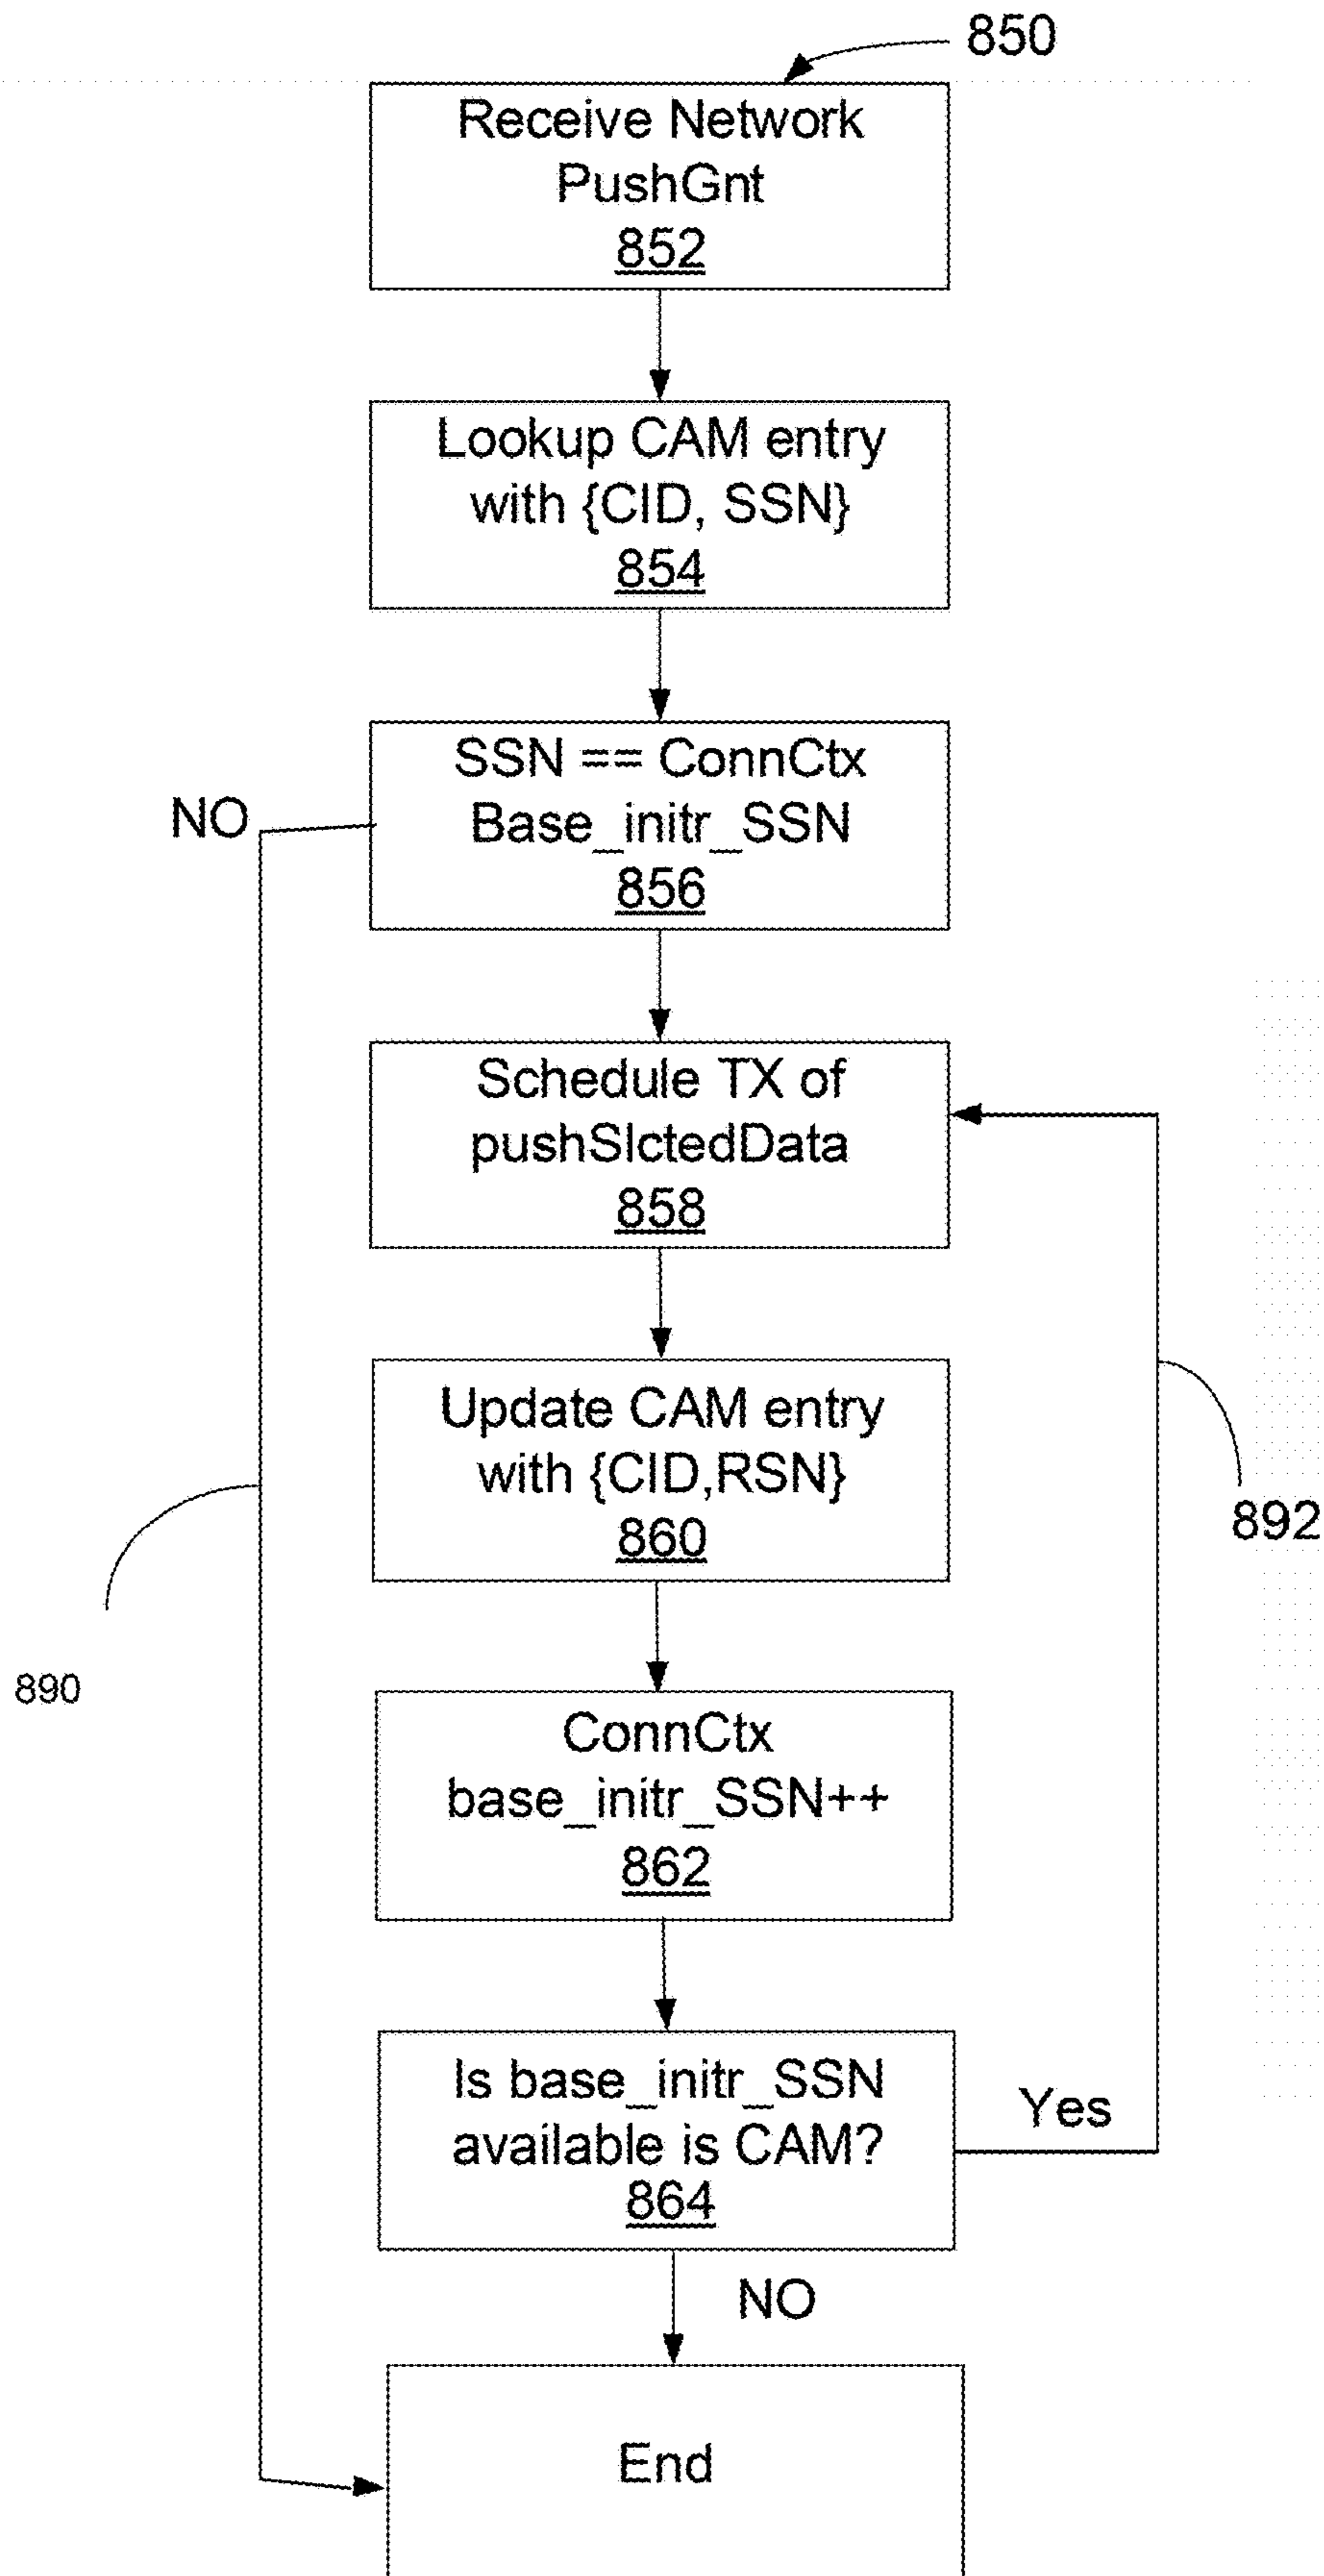 850
Receive Network
PushGnt
852
Lookup CAM entry
with {CID, SSN}
854
SSN == ConnCtx
Base_initr_SSN
856
NO
Schedule TX of
pushSlctedData
858
Update CAM entry
with {CID,RSN}
860
892
890
ConnCtx
base_initr_SSN++
862
Is base_initr_SSN
available is CAM?
864
Yes
NO
End